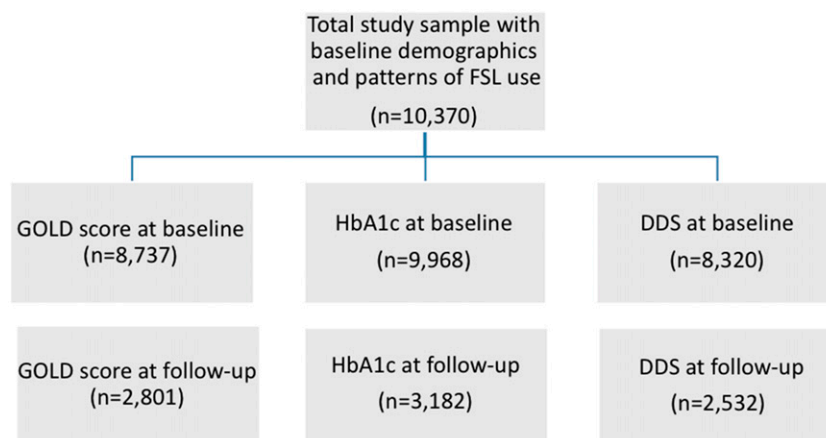 Total study sample with
baseline demographics
and patterns of FSL use
(n=10,370)
GOLD score at baseline
(n=8,737)
HbA1c at baseline
(n=9,968)
DDS at baseline
(n=8,320)
GOLD score at follow-up
(n=2,801)
HbA1c at follow-up
(n=3,182)
DDS at follow-up
(n=2,532)